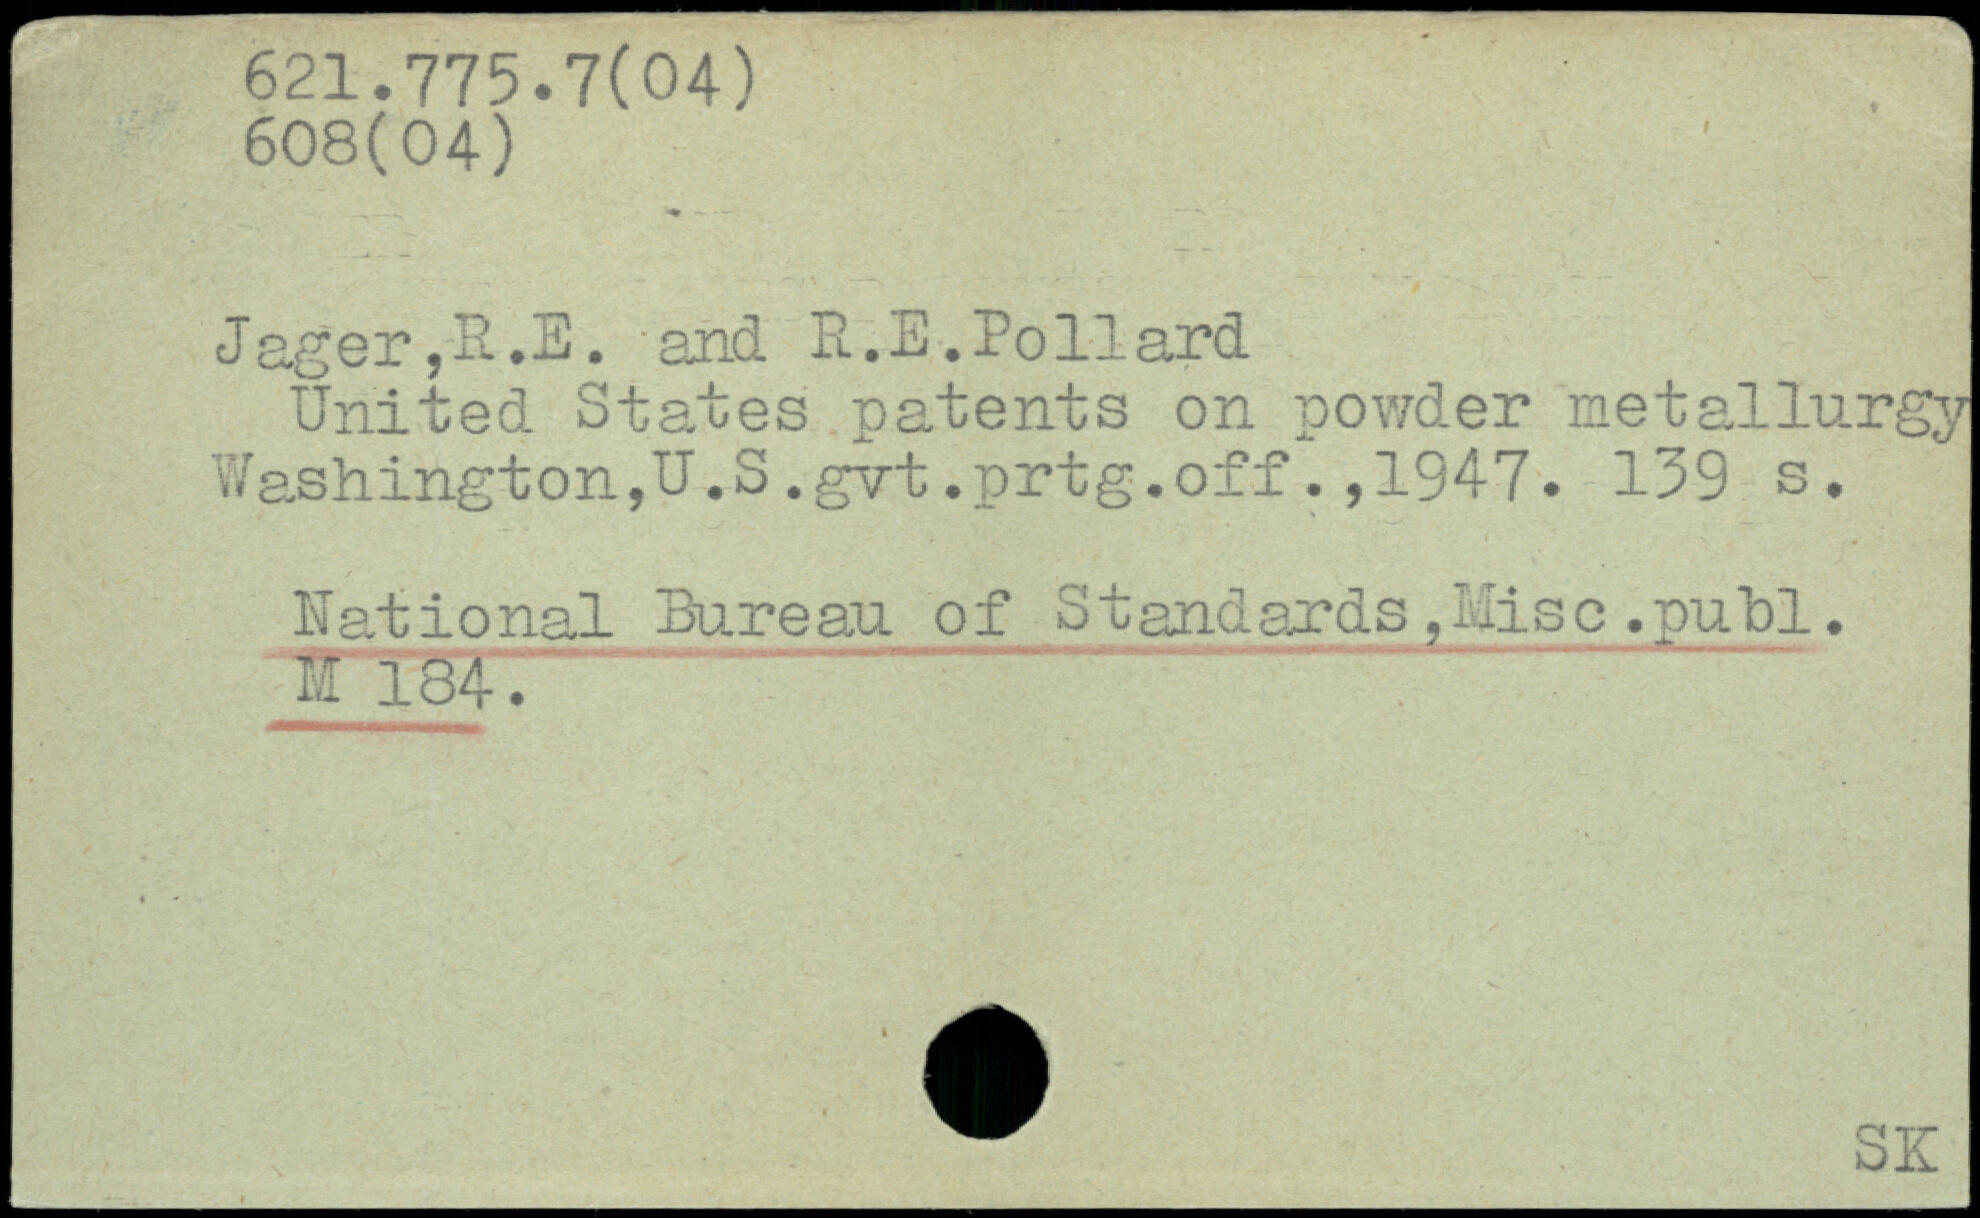 621.775.7(04)
608(04)
Jager,R.E. and R.E.Pollard
United States patents on powder metallurgy
Washington,U.S.gvt.prtg.off.,1947. 139 s.
National Bureau of Standards,Misc.publ.
M 184.
SK